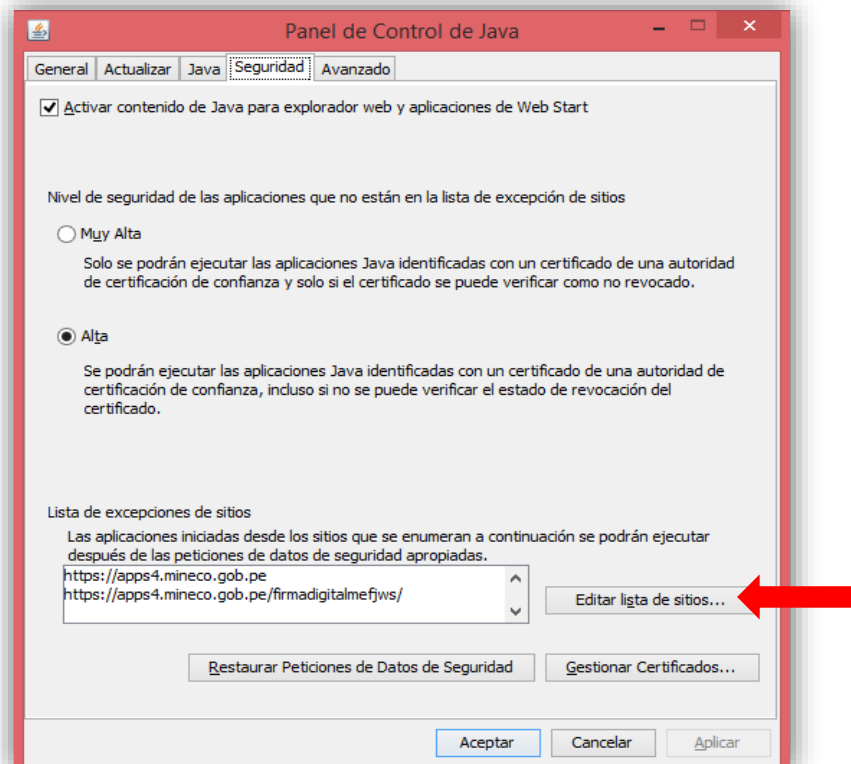 Panel de Control de Java
General Actualizar Java Seguridad Avanzado
Activar contenido de Java para explorador web y aplicaciones de Web Start
Nivel de seguridad de las aplicaciones que no están en la lista de excepción de sitios
Muy Alta
Solo se podrán ejecutar las aplicaciones Java identificadas con un certificado de una autoridad
de certificación de confianza y solo si el certificado se puede verificar como no revocado.
Alta
Se podrán ejecutar las aplicaciones Java identificadas con un certificado de una autoridad de
certificación de confianza, incluso si no se puede verificar el estado de revocación del
certificado.
Lista de excepciones de sitios
Las aplicaciones iniciadas desde los sitios que se enumeran a continuación se podrán ejecutar
después de las peticiones de datos de seguridad apropiadas.
https://apps4.mineco.gob.pe
https://apps4.mineco.gob.pe/firmadigitalmefjws/
Editar lista de sitios...
Restaurar Peticiones de Datos de Seguridad Gestionar Certificados...
Aceptar Cancelar Aplicar